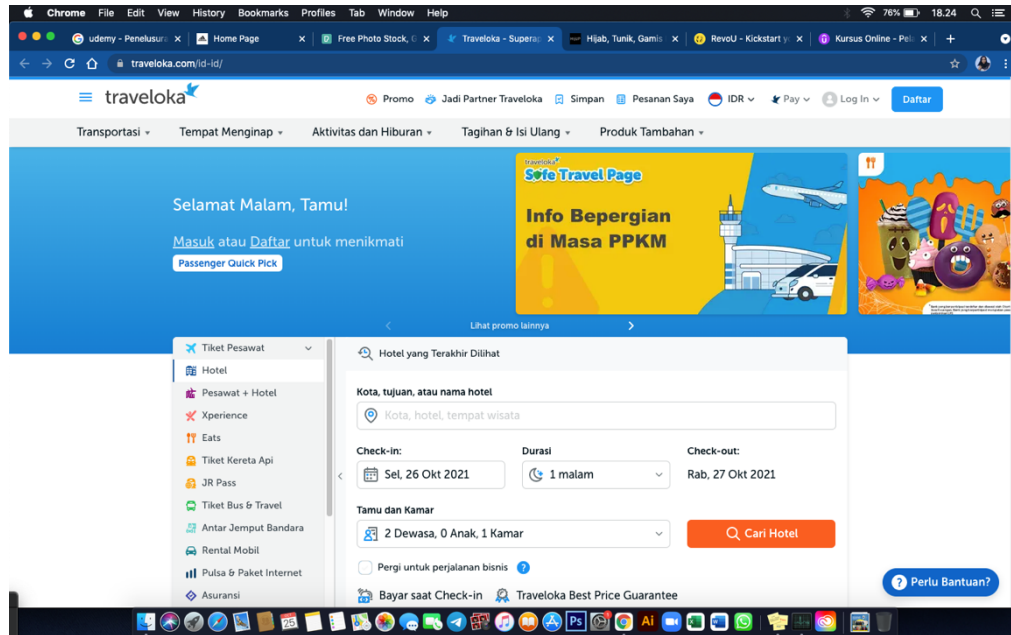 Chrome File Edit View History Bookmarks Profiles Tab Window Help 76% 18.24
udemy - Penelusur Home Page Free Photo Stock, Traveloka - Supera Hijab, Tunik, Gamis RevoU - Kickstart y Kursus Online - Pel
traveloka.com/id-id/
traveloka Promo Jadi Partner Traveloka Simpan Pesanan Saya IDR Pay Log In Daftar
Transportasi Tempat Menginap Aktivitas dan Hiburan Tagihan & Isi Ulang Produk Tambahan
traveloka
Safe Travel Page
Info Bepergian
di Masa PPKM
Selamat Malam, Tamu!
Masuk atau Daftar untuk menikmati
Passenger Quick Pick
Lihat promo lainnya
Tiket Pesawat
Hotel
Pesawat + Hotel
Xperience
Eats
Tiket Kereta Api
JR Pass
Tiket Bus & Travel
Antar Jemput Bandara
Rental Mobil
Pulsa & Paket Internet
Asuransi
Hotel yang Terakhir Dilihat
Kota, tujuan, atau nama hotel
Kota, hotel, tempat wisata
Check-in: Durasi Check-out:
Sel, 26 Okt 2021 1 malam Rab, 27 Okt 2021
Tamu dan Kamar
2 Dewasa, 0 Anak, 1 Kamar Cari Hotel
Pergi untuk perjalanan bisnis ?
Bayar saat Check-in Traveloka Best Price Guarantee
? Perlu Bantuan?
25 Ps Ai